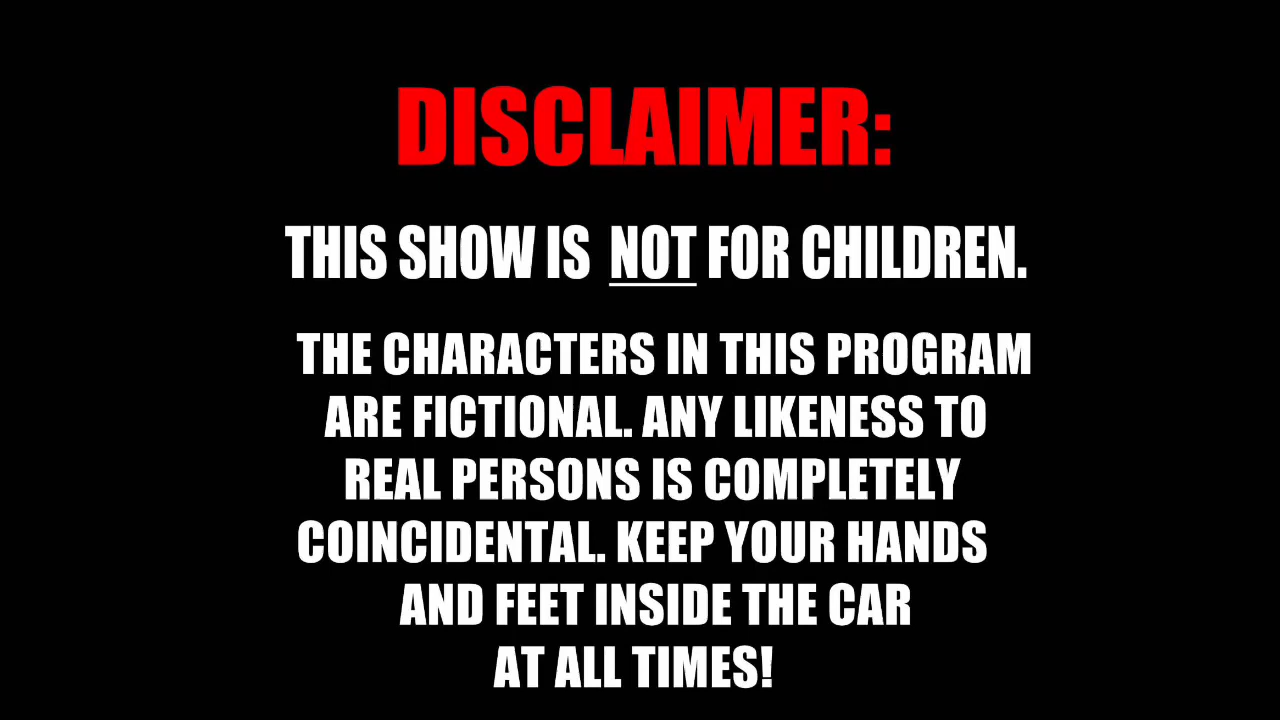 DISCLAIMER:
THIS SHOW IS NOT FOR CHILDREN.
THE CHARACTERS IN THIS PROGRAM
ARE FICTIONAL. ANY LIKENESS TO
REAL PERSONS IS COMPLETELY
COINCIDENTAL. KEEP YOUR HANDS
AND FEET INSIDE THE CAR
AT ALL TIMES!